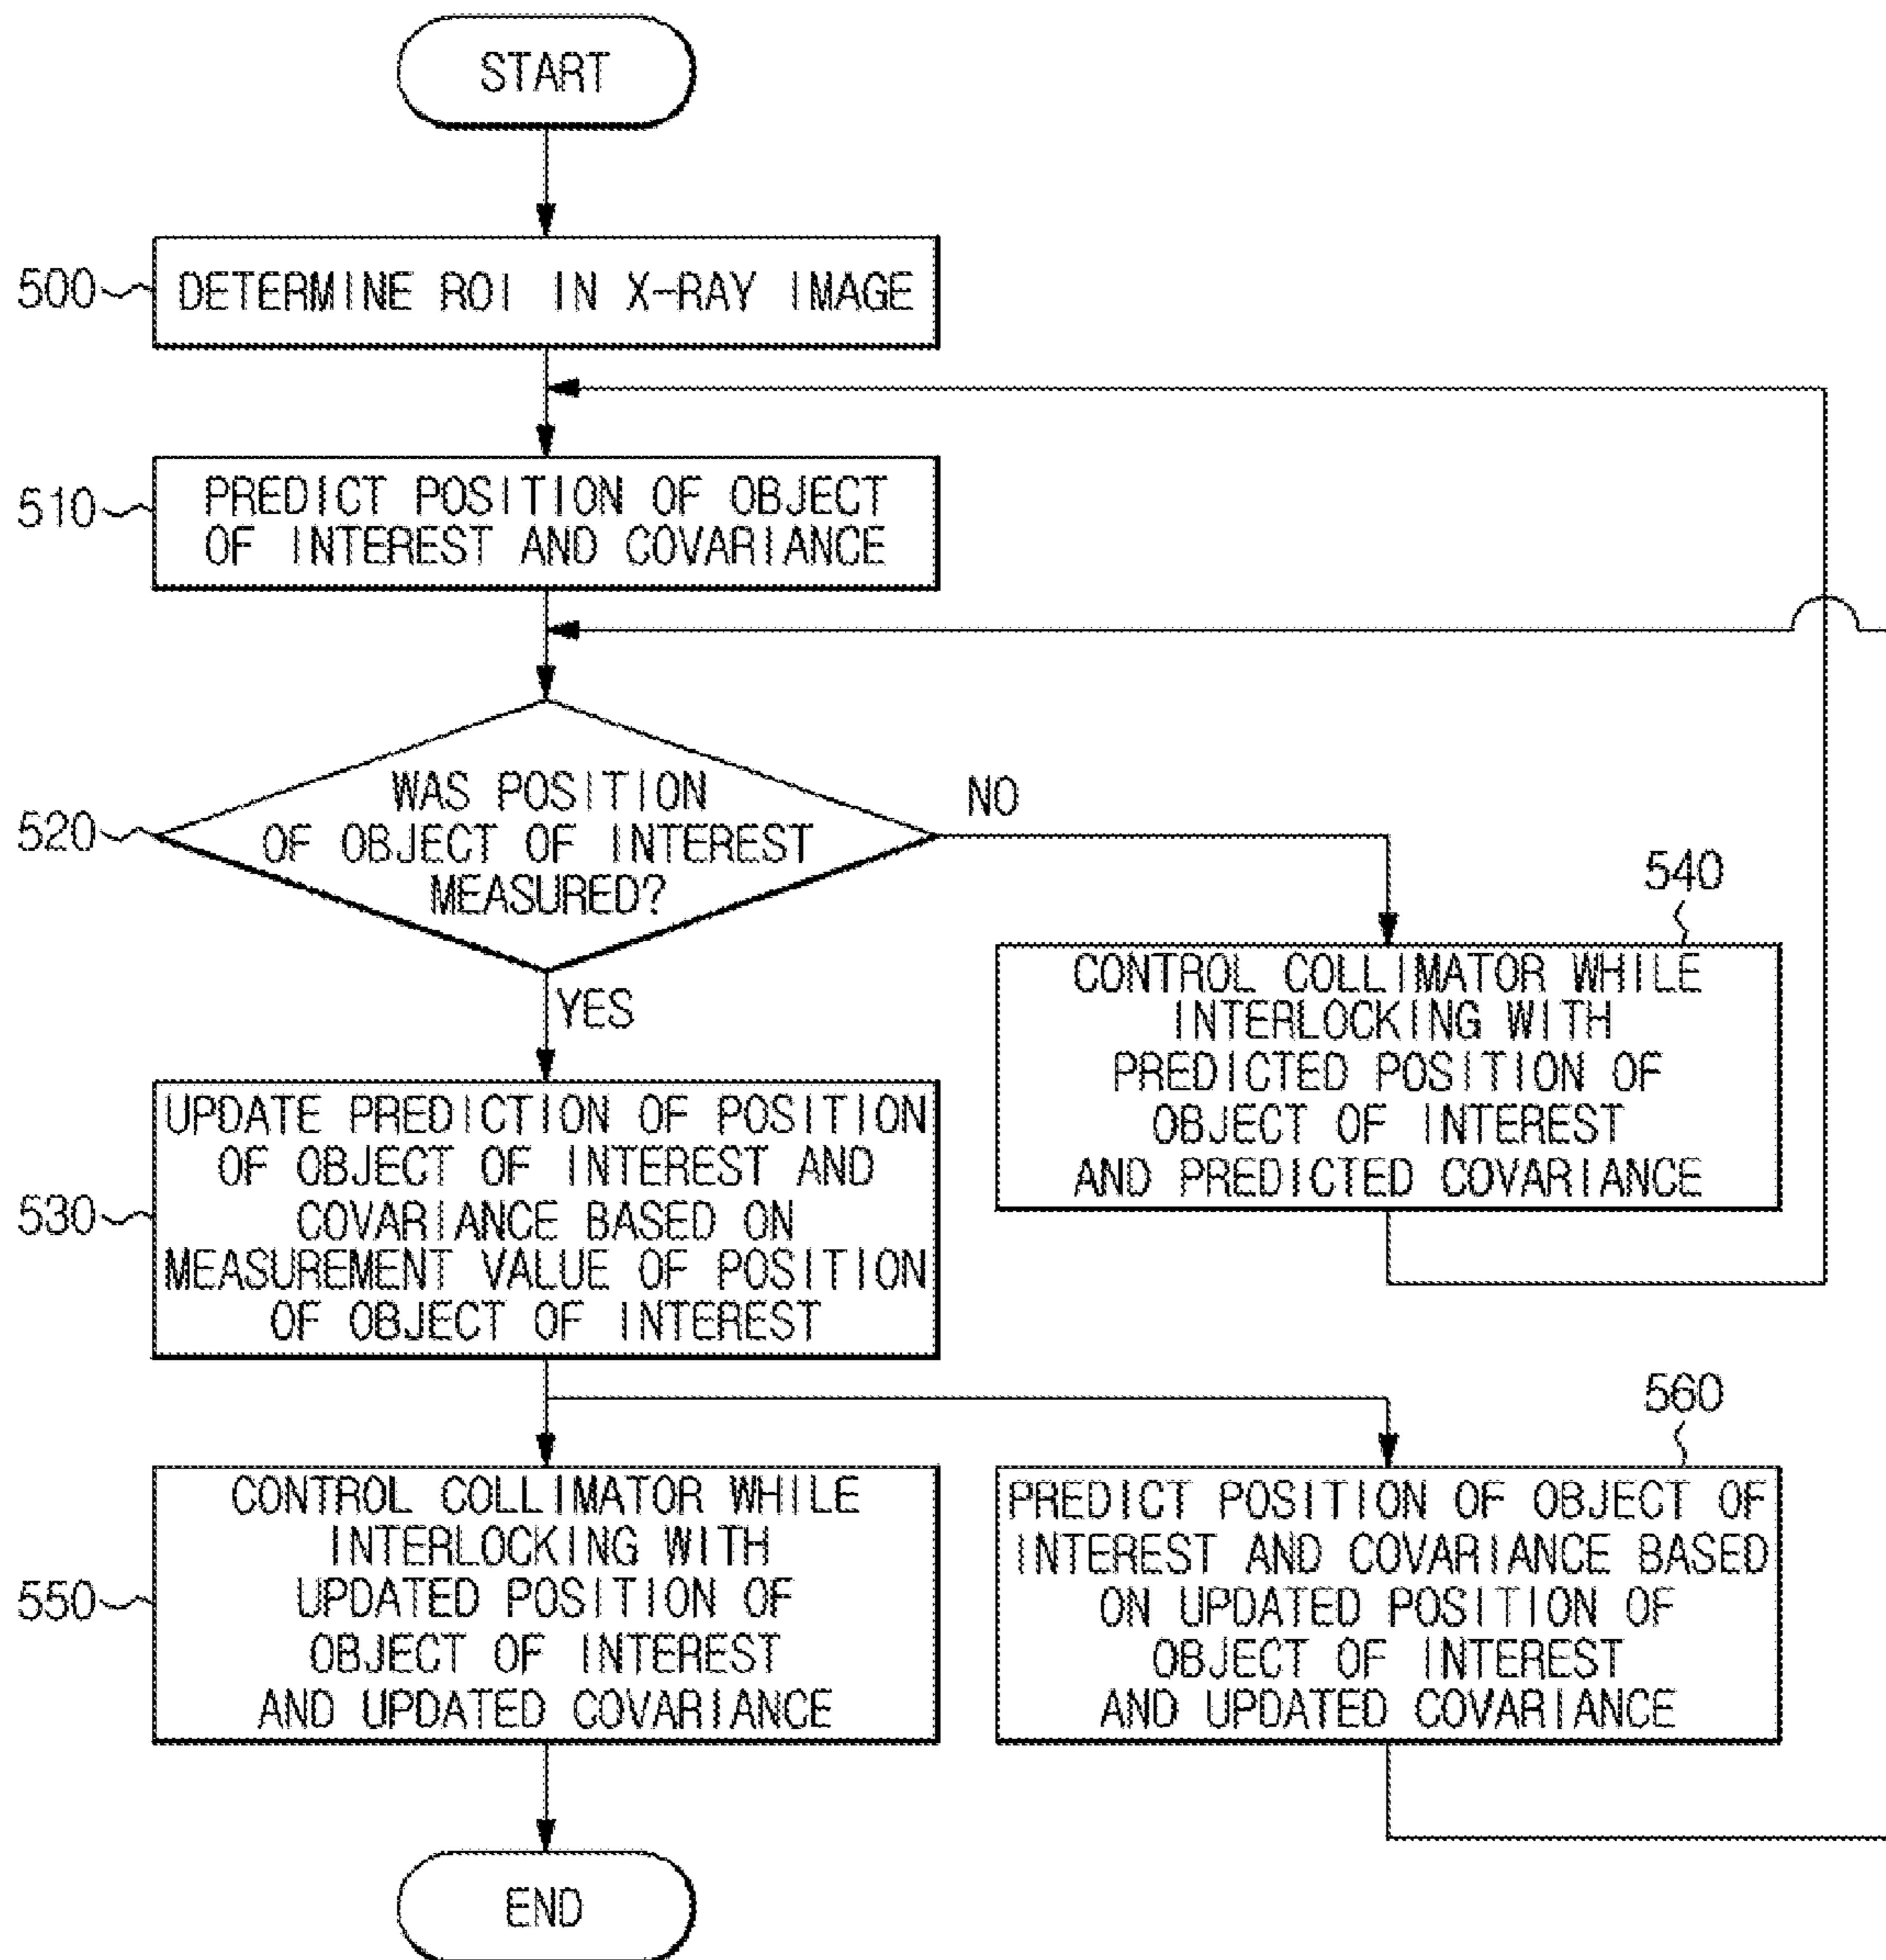 START
500
DETERMINE ROI IN X-RAY IMAGE
510
PREDICT POSITION OF OBJECT
OF INTEREST AND COVARIANCE
520
WAS POSITION
OF OBJECT OF INTEREST
MEASURED?
NO
YES
540
CONTROL COLLIMATOR WHILE
INTERLOCKING WITH
PREDICTED POSITION OF
OBJECT OF INTEREST
AND PREDICTED COVARIANCE
530
UPDATE PREDICTION OF POSITION
OF OBJECT OF INTEREST AND
COVARIANCE BASED ON
MEASUREMENT VALUE OF POSITION
OF OBJECT OF INTEREST
550
CONTROL COLLIMATOR WHILE
INTERLOCKING WITH
UPDATED POSITION OF
OBJECT OF INTEREST
AND UPDATED COVARIANCE
560
PREDICT POSITION OF OBJECT OF
INTEREST AND COVARIANCE BASED
ON UPDATED POSITION OF
OBJECT OF INTEREST
AND UPDATED COVARIANCE
END